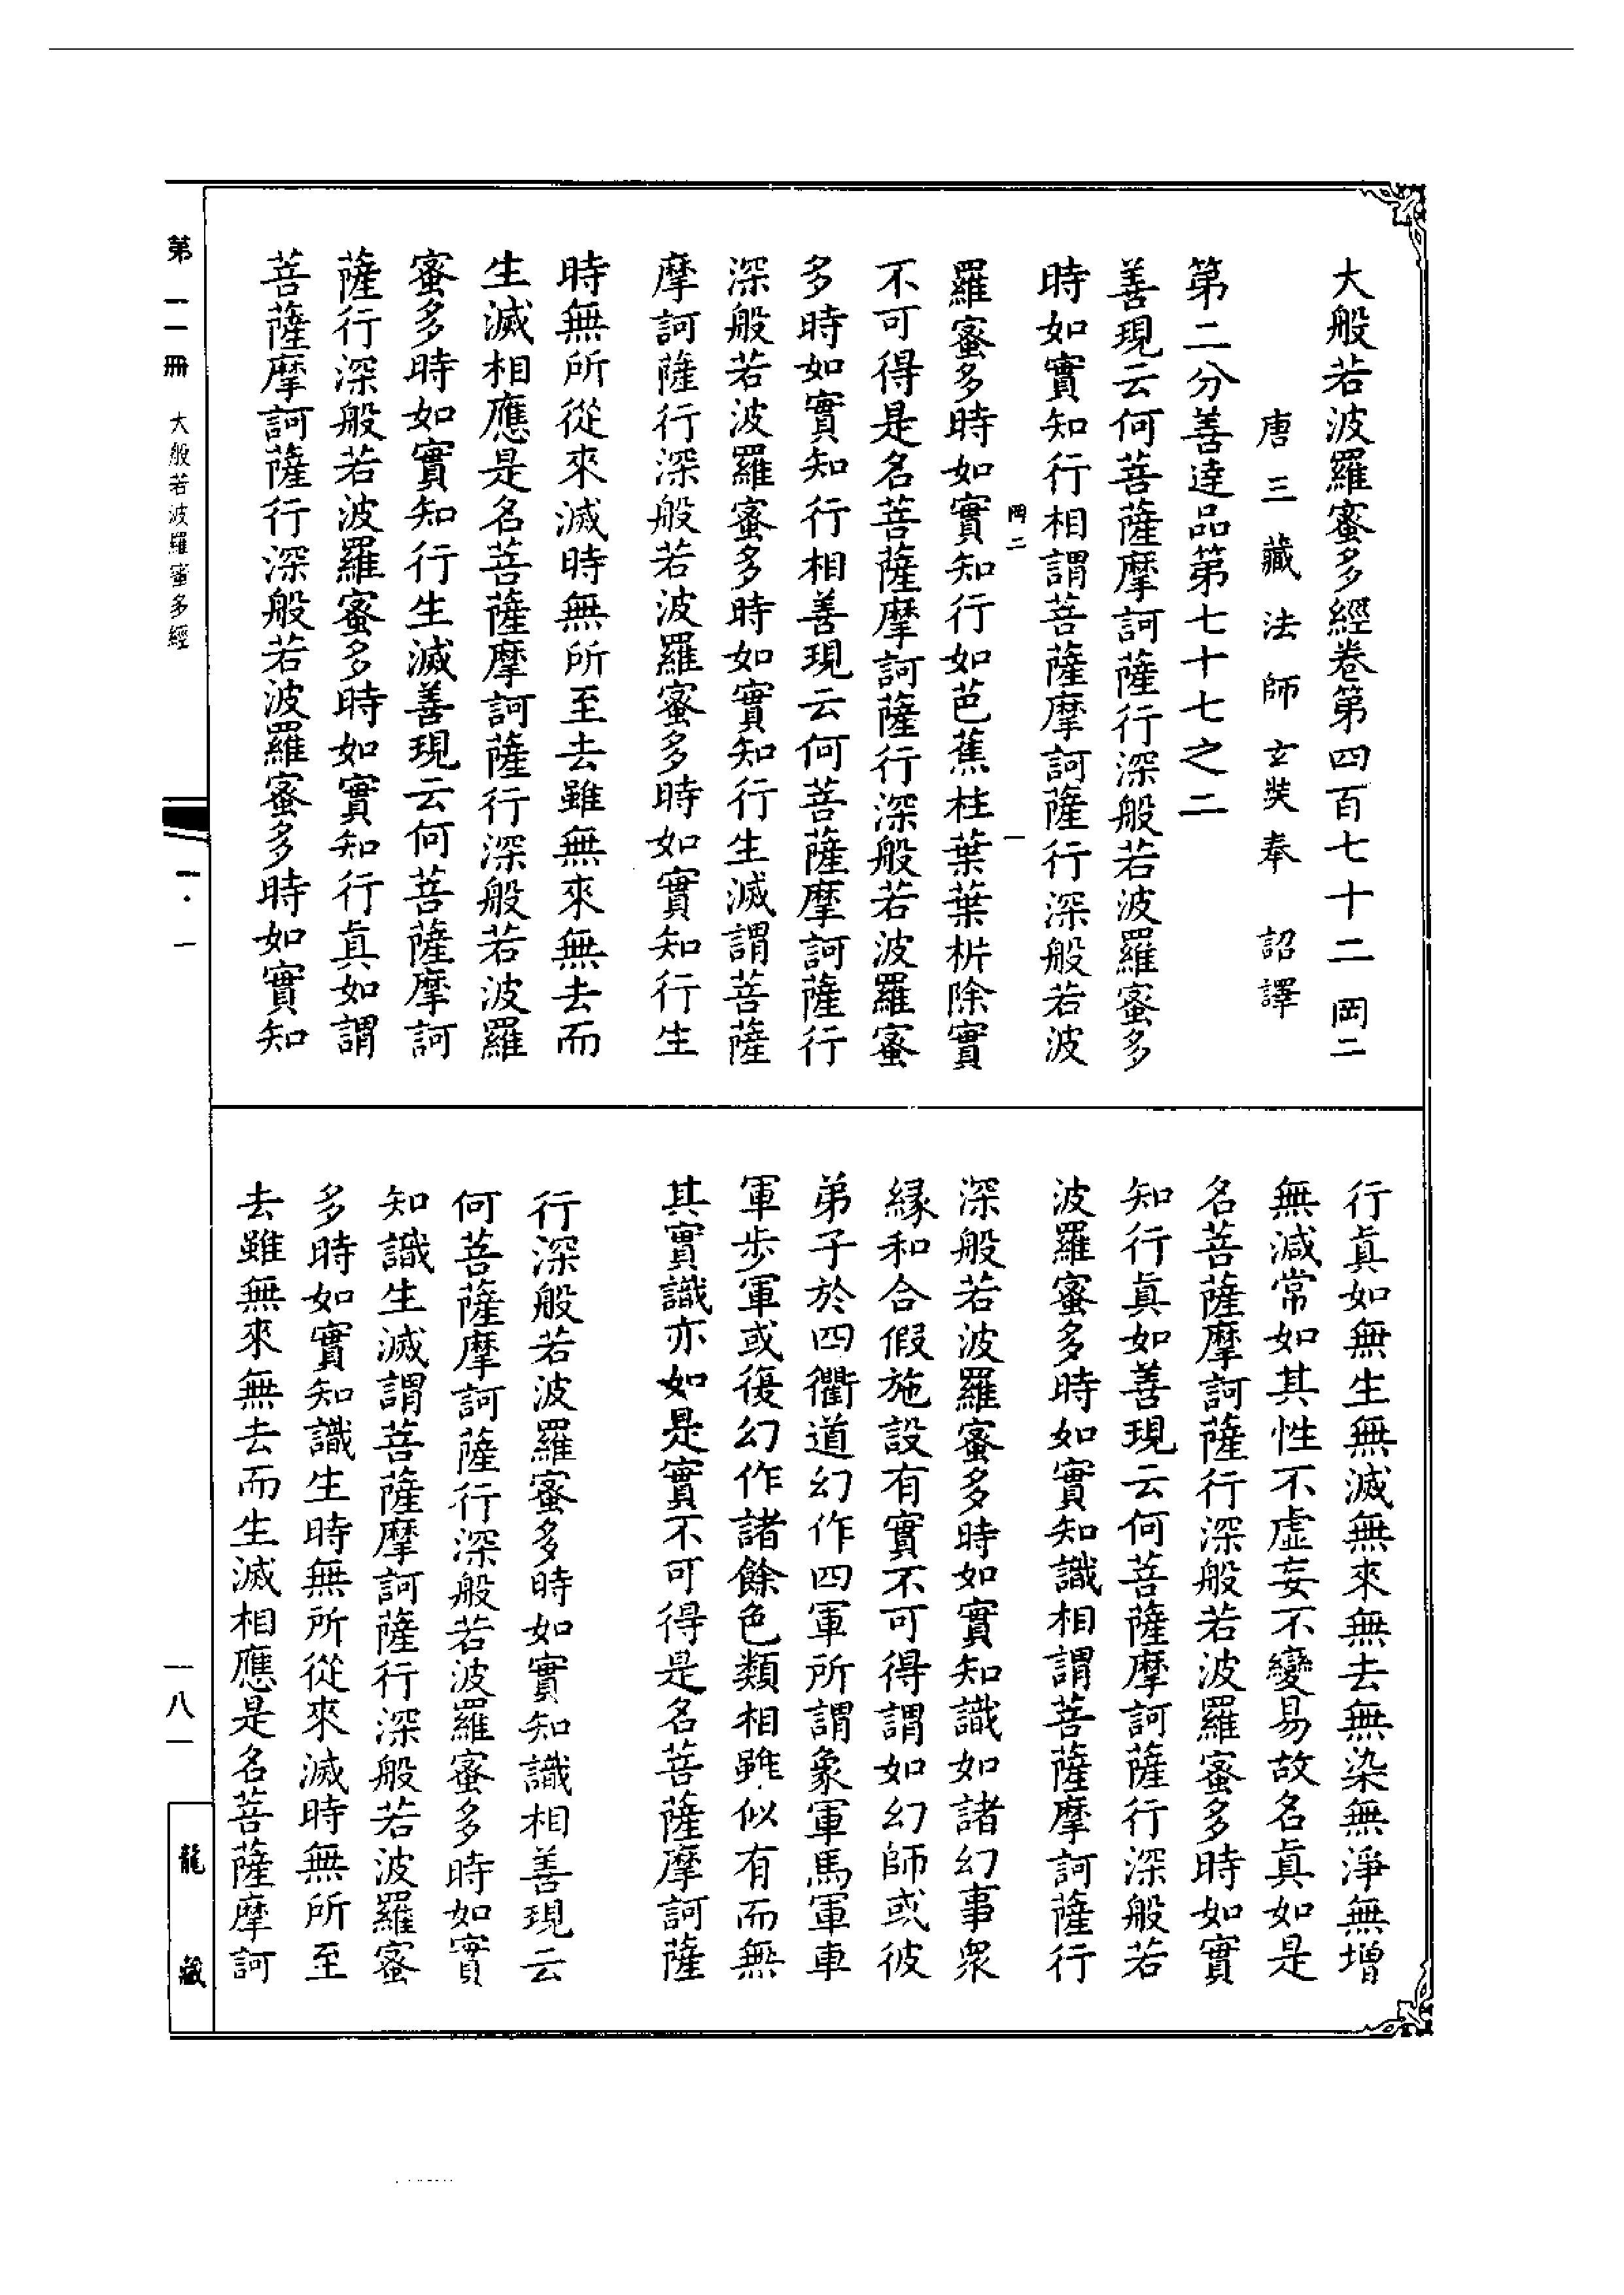 大般若波羅蜜多經卷第四百七十二 岡二
唐三藏法師玄奘奉 詔譯
第二分善達品第七十七之二
善現云何菩薩摩訶薩行深般若波羅蜜多
時如實知行相謂菩薩摩訶薩行深般若波
岡二 一
羅蜜多時如實知行如芭蕉柱葉葉析除實
不可得是名菩薩摩訶薩行深般若波羅蜜
多時如實知行相善現云何菩薩摩訶薩行
深般若波羅蜜多時如實知行生滅謂菩薩
摩訶薩行深般若波羅蜜多時如實知行生
時無所從來滅時無所至去雖無來無去而
生滅相應是名菩薩摩訶薩行深般若波羅
蜜多時如實知行生滅善現云何菩薩摩訶
薩行深般若波羅蜜多時如實知行真如謂
菩薩摩訶薩行深般若波羅蜜多時如實知
行真如無生無滅無來無去無染無淨無增
無減常如其性不虛妄不變易故名真如是
名菩薩摩訶薩行深般若波羅蜜多時如實
知行真如善現云何菩薩摩訶薩行深般若
波羅蜜多時如實知識相謂菩薩摩訶薩行
深般若波羅蜜多時如實知識如諸幻事眾
緣和合假施設有實不可得謂如幻師或彼
弟子於四衢道幻作四軍所謂象軍馬軍車
軍步軍或復幻作諸餘色類相雖似有而無
其實識亦如是實不可得是名菩薩摩訶薩
行深般若波羅蜜多時如實知識相善現云
何菩薩摩訶薩行深般若波羅蜜多時如實
知識生滅謂菩薩摩訶薩行深般若波羅蜜
多時如實知識生時無所從來滅時無所至
去雖無來無去而生滅相應是名菩薩摩訶
第一一冊 大般若波羅蜜多經
一·一
一八一
龍藏